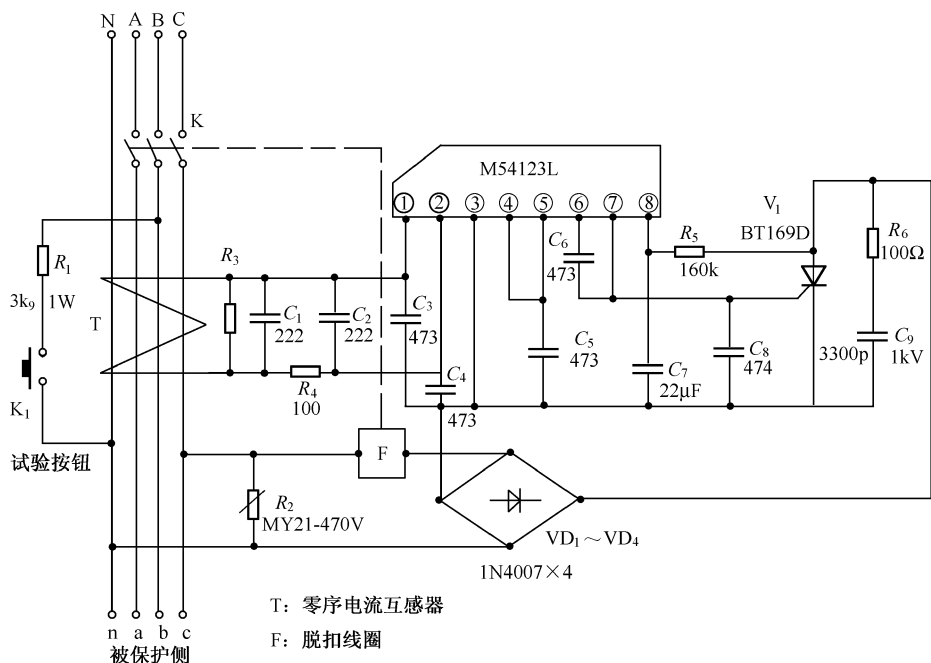 N A B C
K
M54123L
① ② ③ ④ ⑤ ⑥ ⑦ ⑧
V₁
BT169D
R₁
3k₉ 1W
T
K₁
试验按钮
R₃
C₁
222
C₂
222
R₄
100
C₃
473
C₄
473
C₆
473
C₅
473
R₅
160k
C₇
22μF
C₈
474
R₆
100Ω
C₉
3300p 1kV
F
R₂
MY21-470V
VD₁～VD₄
1N4007×4
n a b c
被保护侧
T：零序电流互感器
F：脱扣线圈